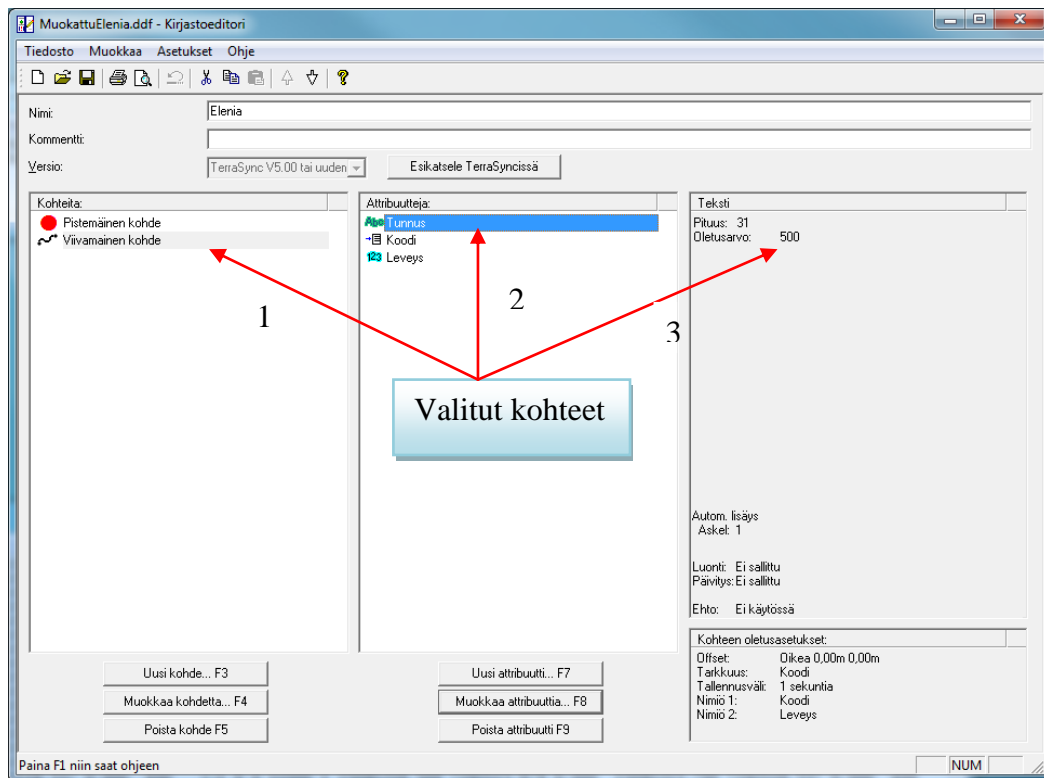 MuokattuElenia.ddf - Kirjastoeditori
Tiedosto Muokkaa Asetukset Ohje
Nimi: Elenia
Kommentti:
Versio: TerraSync V5.00 tai uuden Esikatsele TerraSyncissä
Kohteita:
Pistemäinen kohde
Viivamainen kohde
Attribuutteja:
Abc Tunnus
Koodi
123 Leveys
Teksti
Pituus: 31
Oletusarvo: 500
1
2
3
Valitut kohteet
Autom. lisäys
Askel: 1
Luonti: Ei sallittu
Päivitys: Ei sallittu
Ehto: Ei käytössä
Uusi kohde... F3
Muokkaa kohdetta... F4
Poista kohde F5
Uusi attribuutti... F7
Muokkaa attribuuttia... F8
Poista attribuutti F9
Kohteen oletusasetukset:
Offset: Oikea 0,00m 0,00m
Tarkkuus: Koodi
Tallennusväli: 1 sekuntia
Nimiö 1: Koodi
Nimiö 2: Leveys
Paina F1 niin saat ohjeen
NUM